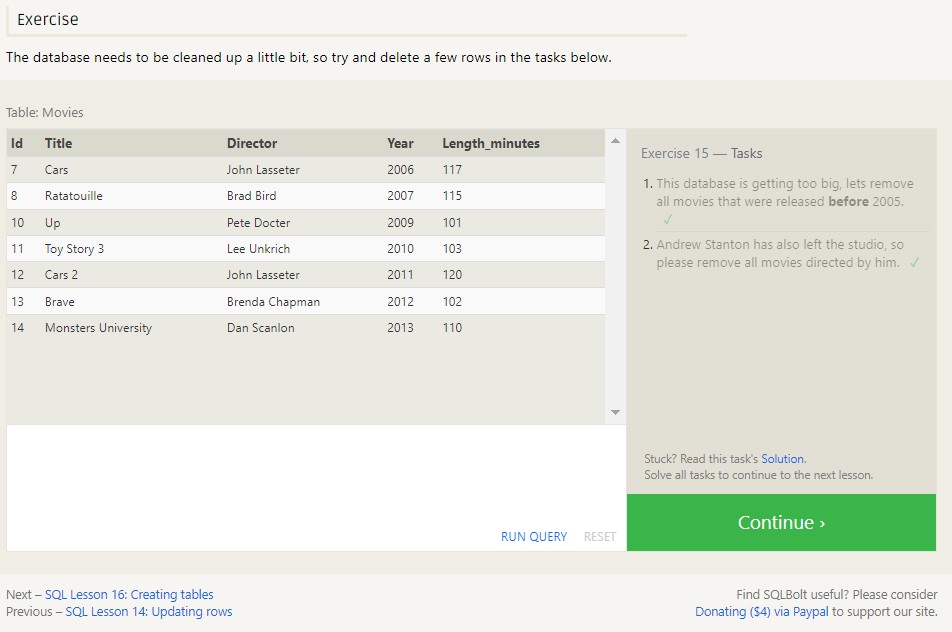 Exercise
The database needs to be cleaned up a little bit, so try and delete a few rows in the tasks below.
Table: Movies
Id Title Director Year Length_minutes
7 Cars John Lasseter 2006 117
8 Ratatouille Brad Bird 2007 115
10 Up Pete Docter 2009 101
11 Toy Story 3 Lee Unkrich 2010 103
12 Cars 2 John Lasseter 2011 120
13 Brave Brenda Chapman 2012 102
14 Monsters University Dan Scanlon 2013 110
RUN QUERY RESET
Exercise 15 — Tasks
1. This database is getting too big, lets remove
all movies that were released before 2005.
✓
2. Andrew Stanton has also left the studio, so
please remove all movies directed by him. ✓
Stuck? Read this task's Solution.
Solve all tasks to continue to the next lesson.
Continue ›
Next – SQL Lesson 16: Creating tables
Previous – SQL Lesson 14: Updating rows
Find SQLBolt useful? Please consider
Donating ($4) via Paypal to support our site.